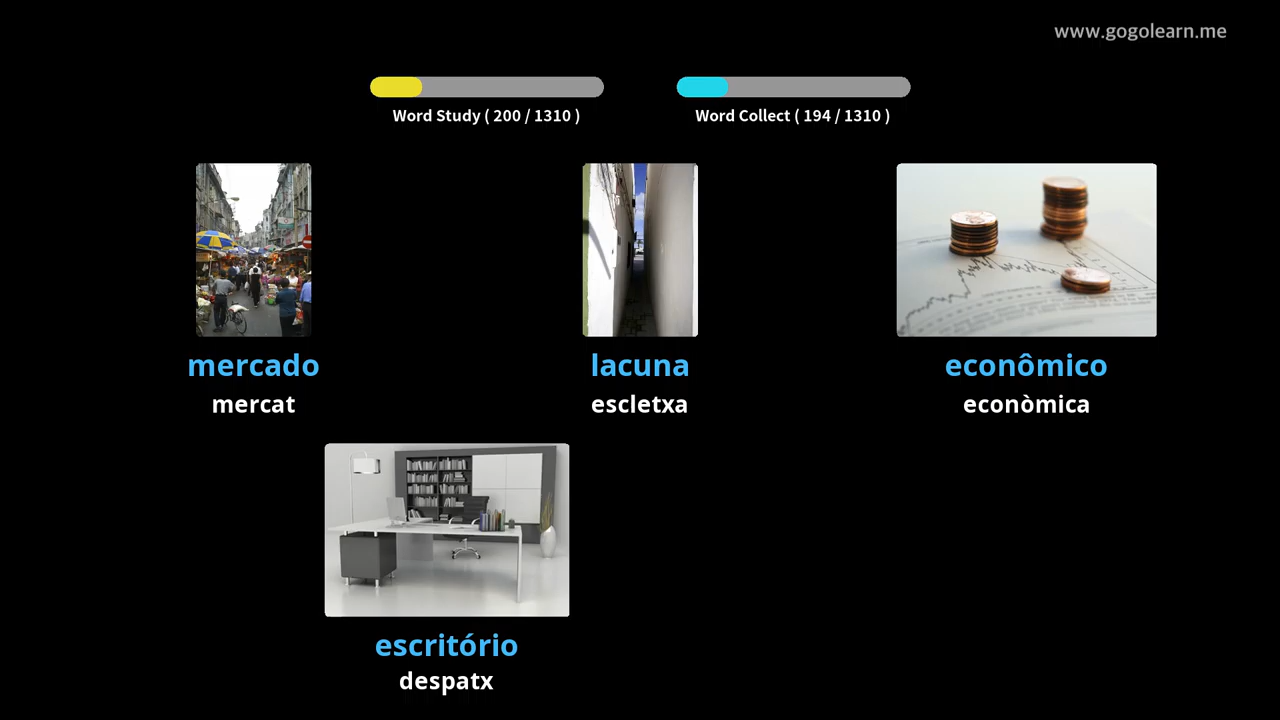 www.gogolearn.me
Word Study ( 200 / 1310 )
Word Collect ( 194 / 1310 )
mercado
mercat
lacuna
escletxa
econômico
econòmica
escritório
despatx